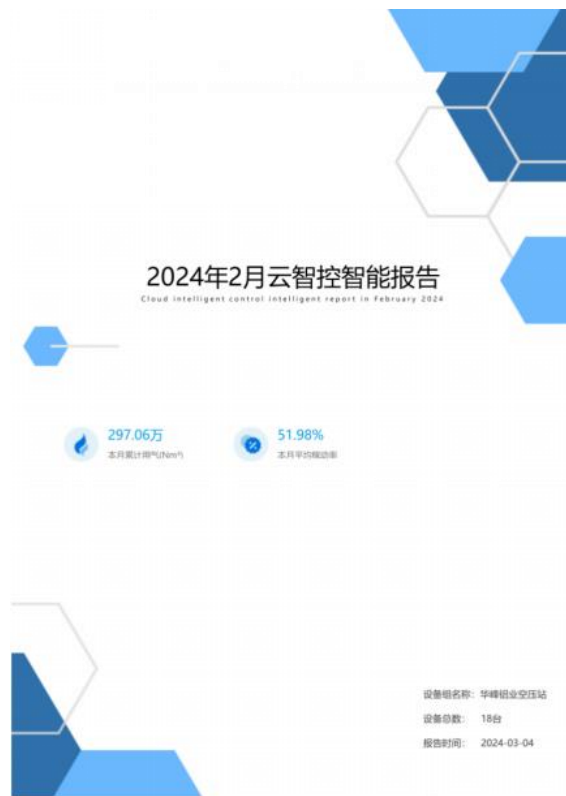 2024年2月云智控智能报告
Cloud intelligent control intelligent report in February 2024
297.06万
本月累计用气(Nm³)
51.98%
本月平均稼动率
设备组名称: 华峰铝业空压站
设备总数: 18台
报告时间: 2024-03-04